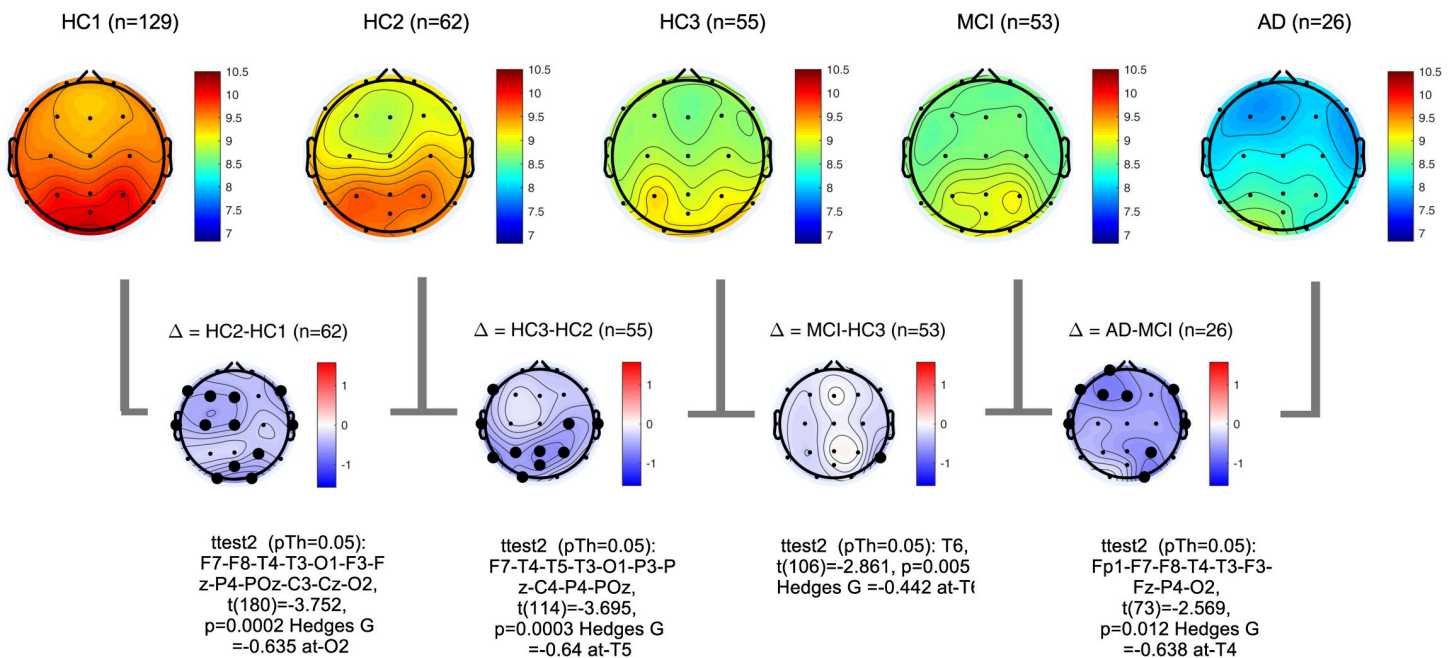 HC1 (n=129)
HC2 (n=62)
HC3 (n=55)
MCI (n=53)
AD (n=26)
10.5
10
9.5
9
8.5
8
7.5
7
10.5
10
9.5
9
8.5
8
7.5
7
10.5
10
9.5
9
8.5
8
7.5
7
10.5
10
9.5
9
8.5
8
7.5
7
10.5
10
9.5
9
8.5
8
7.5
7
Δ = HC2-HC1 (n=62)
Δ = HC3-HC2 (n=55)
Δ = MCI-HC3 (n=53)
Δ = AD-MCI (n=26)
1
0
-1
1
0
-1
1
0
-1
1
0
-1
ttest2 (pTh=0.05):
F7-F8-T4-T3-O1-F3-F
z-P4-POz-C3-Cz-O2,
t(180)=-3.752,
p=0.0002 Hedges G
=-0.635 at-O2
ttest2 (pTh=0.05):
F7-T4-T5-T3-O1-P3-P
z-C4-P4-POz,
t(114)=-3.695,
p=0.0003 Hedges G
=-0.64 at-T5
ttest2 (pTh=0.05): T6,
t(106)=-2.861, p=0.005
Hedges G =-0.442 at-T6
ttest2 (pTh=0.05):
Fp1-F7-F8-T4-T3-F3-
Fz-P4-O2,
t(73)=-2.569,
p=0.012 Hedges G
=-0.638 at-T4